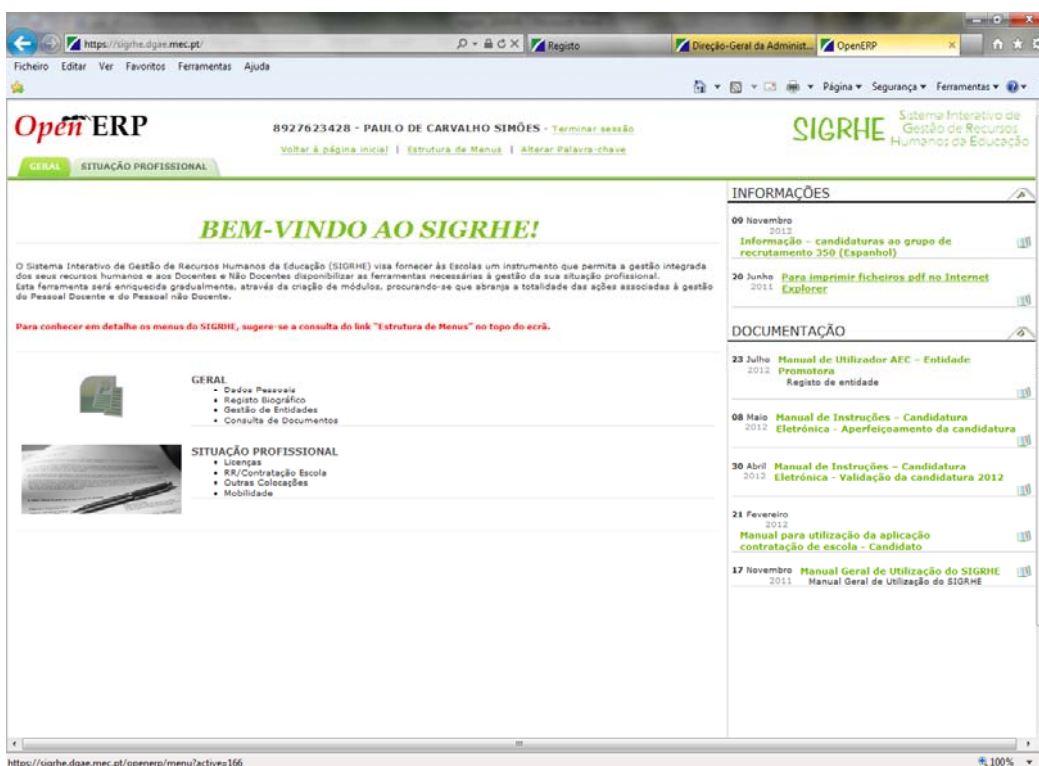 https://sigrhe.dgae.mec.pt/
Registo
Direção-Geral da Administ...
OpenERP
Ficheiro Editar Ver Favoritos Ferramentas Ajuda
Página Segurança Ferramentas
Open ERP
8927623428 - PAULO DE CARVALHO SIMÕES - Terminar sessão
Voltar à página inicial | Estrutura de Menus | Alterar Palavra-chave
SIGRHE
Sistema Interativo de
Gestão de Recursos
Humanos da Educação
GERAL SITUAÇÃO PROFISSIONAL
BEM-VINDO AO SIGRHE!
O Sistema Interativo de Gestão de Recursos Humanos da Educação (SIGRHE) visa fornecer às Escolas um instrumento que permita a gestão integrada
dos seus recursos humanos e aos Docentes e Não Docentes disponibilizar as ferramentas necessárias à gestão da sua situação profissional.
Esta ferramenta será enriquecida gradualmente, através da criação de módulos, procurando-se que abranja a totalidade das ações associadas à gestão
do Pessoal Docente e do Pessoal não Docente.
Para conhecer em detalhe os menus do SIGRHE, sugere-se a consulta do link "Estrutura de Menus" no topo do ecrã.
GERAL
• Dados Pessoais
• Registo Biográfico
• Gestão de Entidades
• Consulta de Documentos
SITUAÇÃO PROFISSIONAL
• Licenças
• RR/Contratação Escola
• Outras Colocações
• Mobilidade
INFORMAÇÕES
09 Novembro
2012
Informação – candidaturas ao grupo de
recrutamento 350 (Espanhol)
20 Junho Para imprimir ficheiros pdf no Internet
2011 Explorer
DOCUMENTAÇÃO
23 Julho Manual de Utilizador AEC – Entidade
2012 Promotora
Registo de entidade
08 Maio Manual de Instruções – Candidatura
2012 Eletrónica - Aperfeiçoamento da candidatura
30 Abril Manual de Instruções – Candidatura
2012 Eletrónica - Validação da candidatura 2012
21 Fevereiro
2012
Manual para utilização da aplicação
contratação de escola - Candidato
17 Novembro Manual Geral de Utilização do SIGRHE
2011 Manual Geral de Utilização do SIGRHE
https://sigrhe.dgae.mec.pt/openerp/menu?active=166
100%